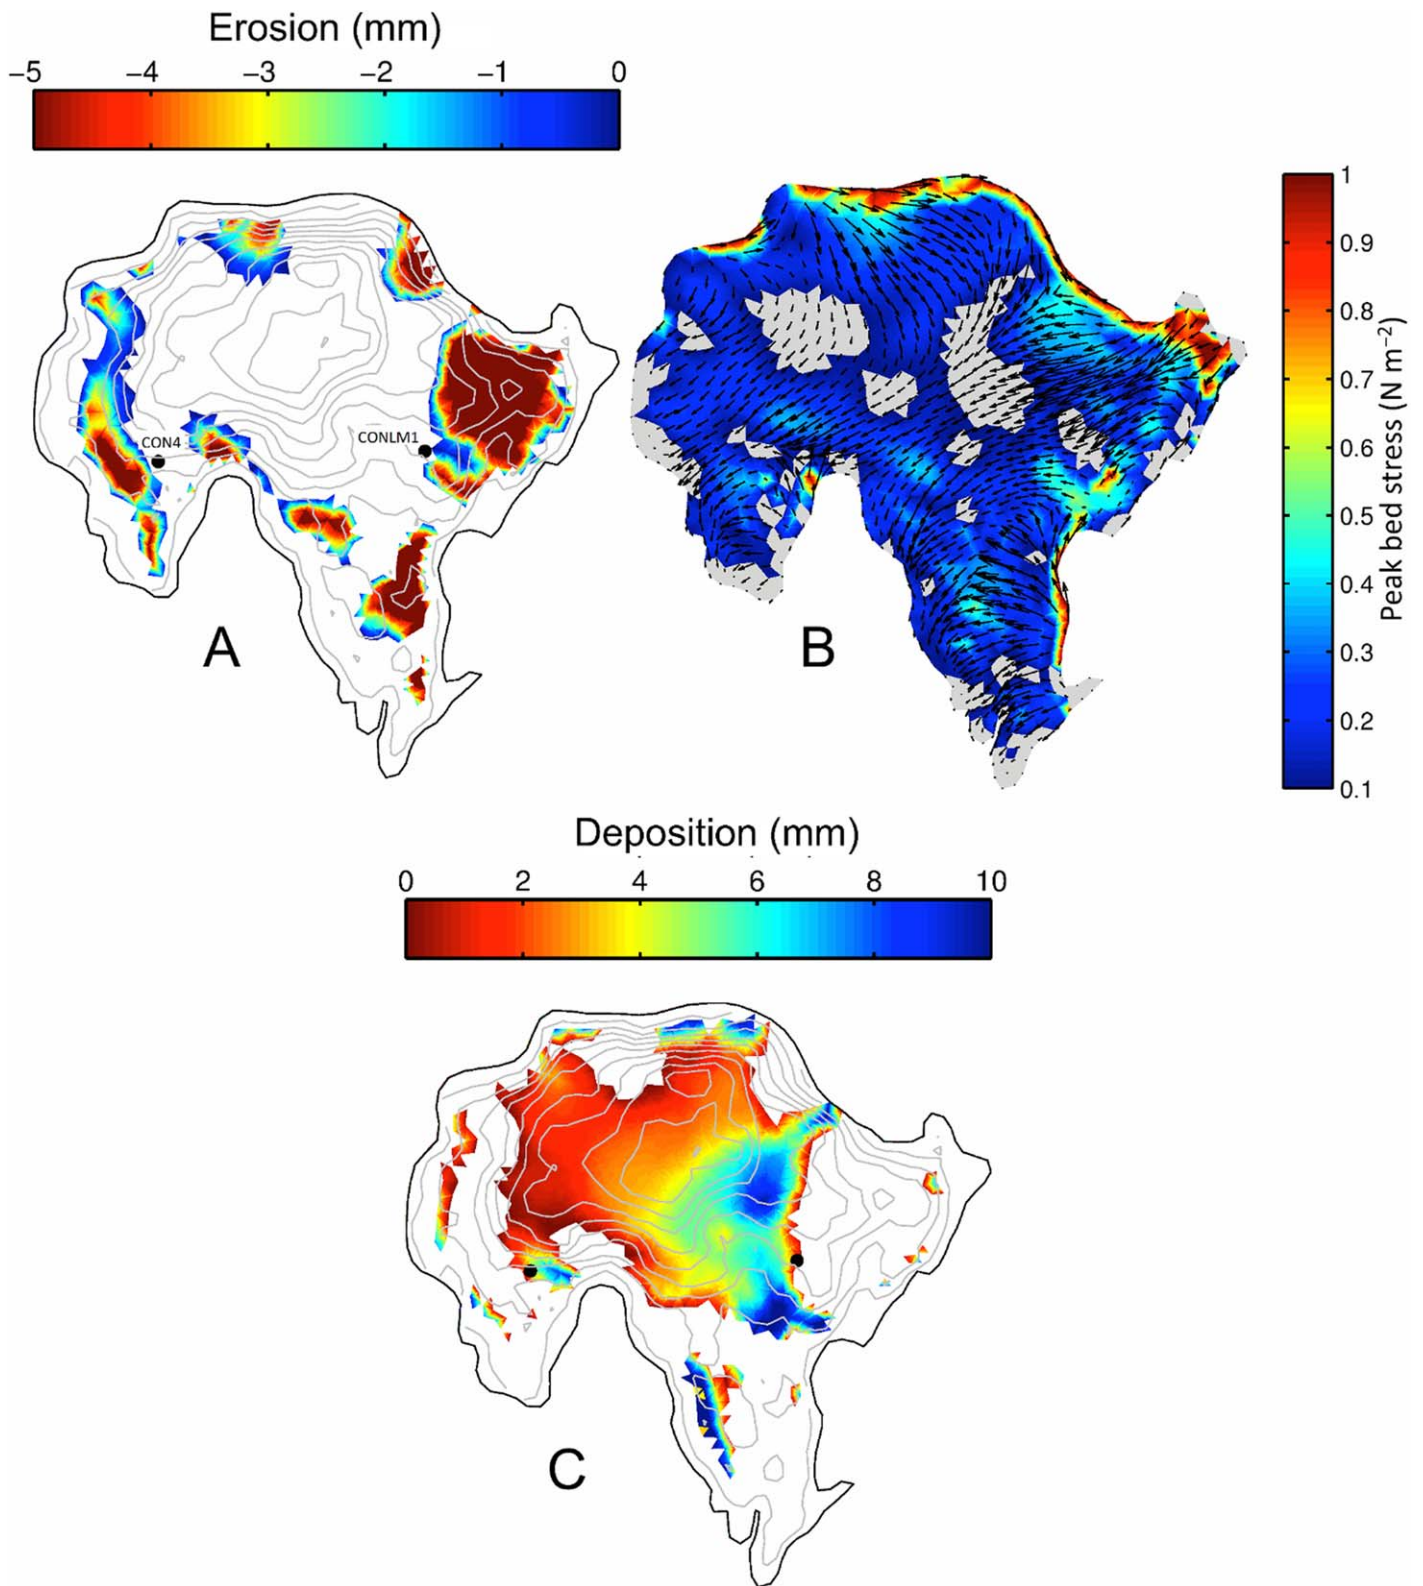 Erosion (mm)
−5 −4 −3 −2 −1 0
CON4
CONLM1
A
B
1
0.9
0.8
0.7
0.6
0.5
0.4
0.3
0.2
0.1
Peak bed stress (N m−2)
Deposition (mm)
0 2 4 6 8 10
C